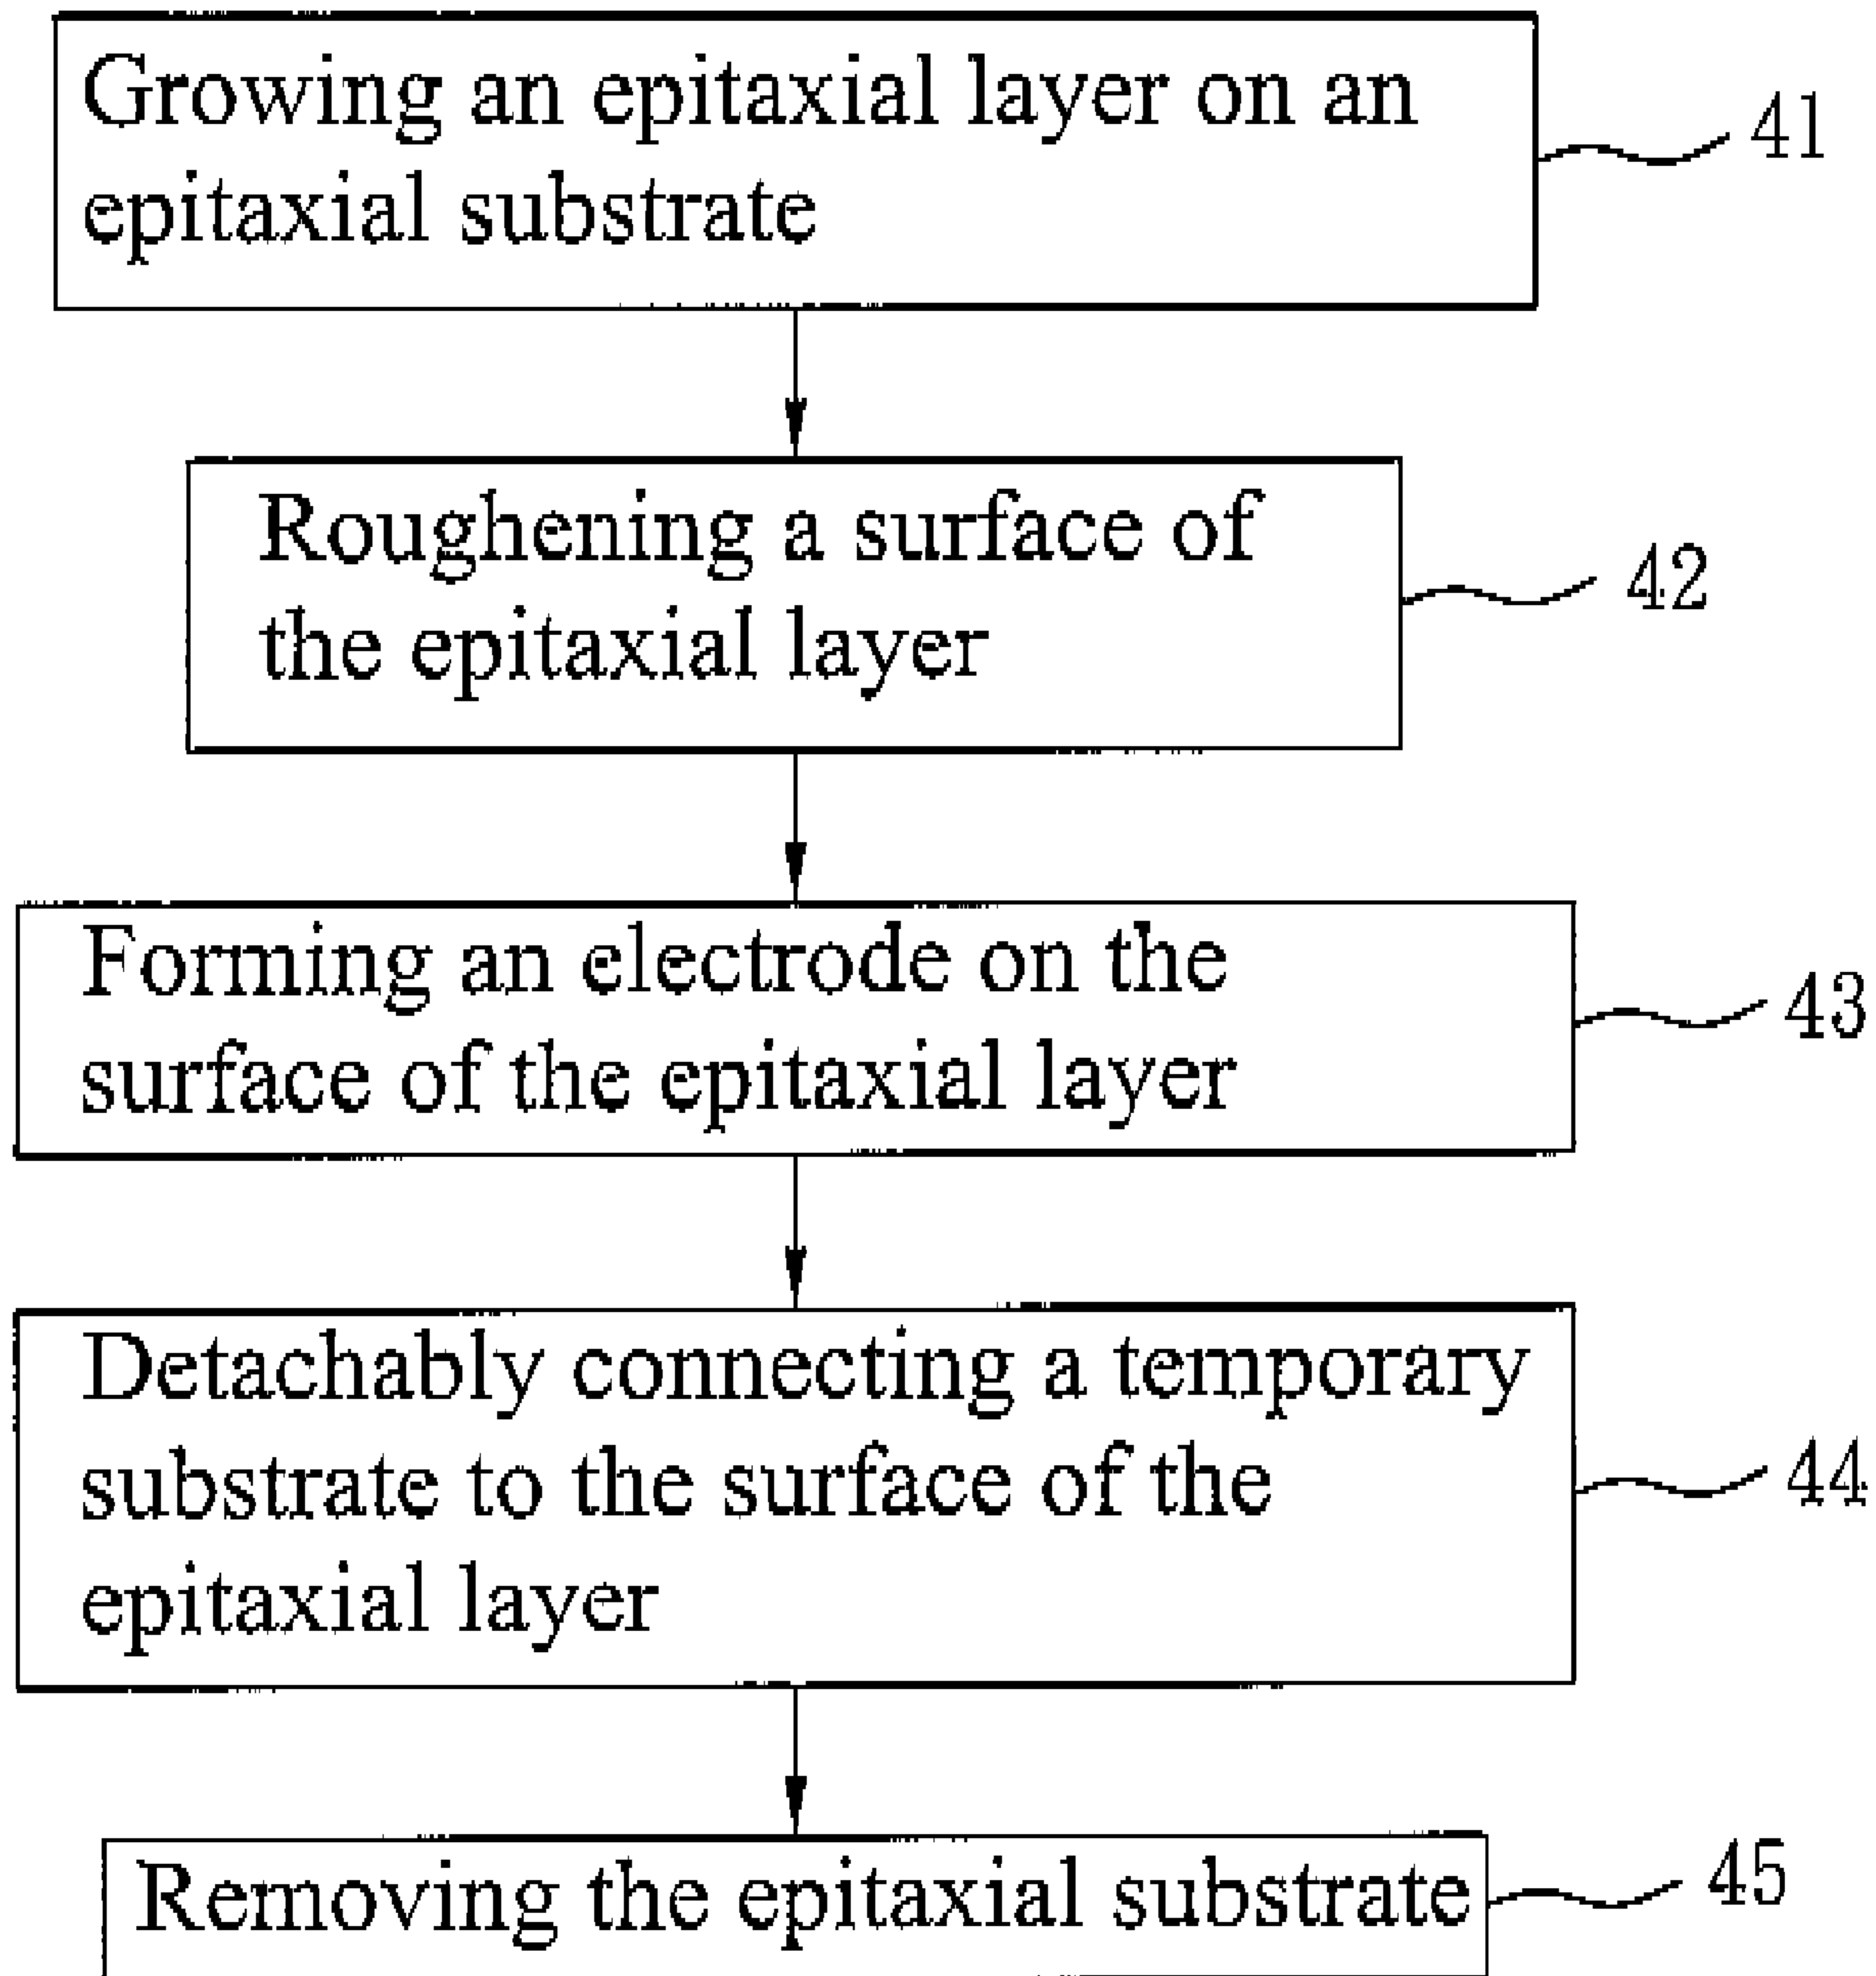 Growing an epitaxial layer on an
epitaxial substrate
41
Roughening a surface of
the epitaxial layer
42
Forming an electrode on the
surface of the epitaxial layer
43
Detachably connecting a temporary
substrate to the surface of the
epitaxial layer
44
Removing the epitaxial substrate
45